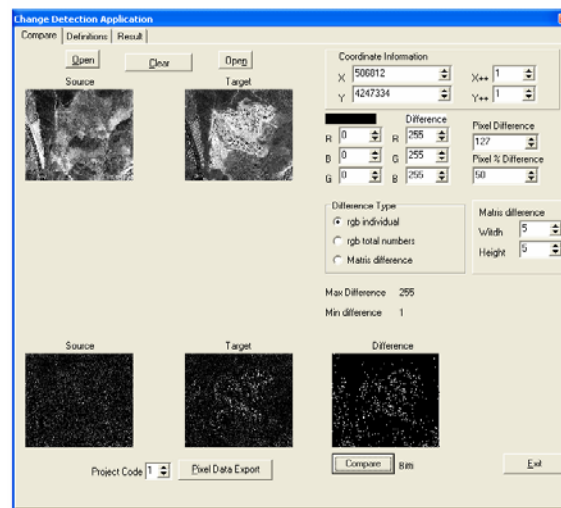 Change Detection Application
Compare Definitions Result
Open Clear Open
Source Target
Coordinate Information
X 506812 X++ 1
Y 4247334 Y++ 1
Difference
R 0 R 255
B 0 G 255
G 0 B 255
Pixel Difference
127
Pixel % Difference
50
Difference Type
rgb individual
rgb total numbers
Matris difference
Matris difference
Witdh 5
Height 5
Max Difference 255
Min difference 1
Source Target Difference
Project Code 1 Pixel Data Export
Compare Exit